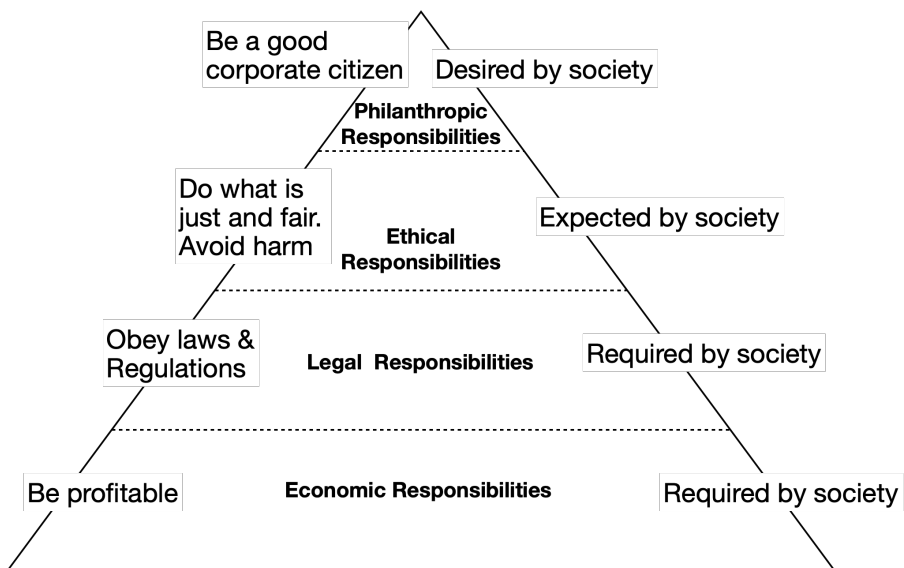 Be a good
corporate citizen
Desired by society
Philanthropic
Responsibilities
Do what is
just and fair.
Avoid harm
Expected by society
Ethical
Responsibilities
Obey laws &
Regulations
Required by society
Legal  Responsibilities
Be profitable
Economic Responsibilities
Required by society